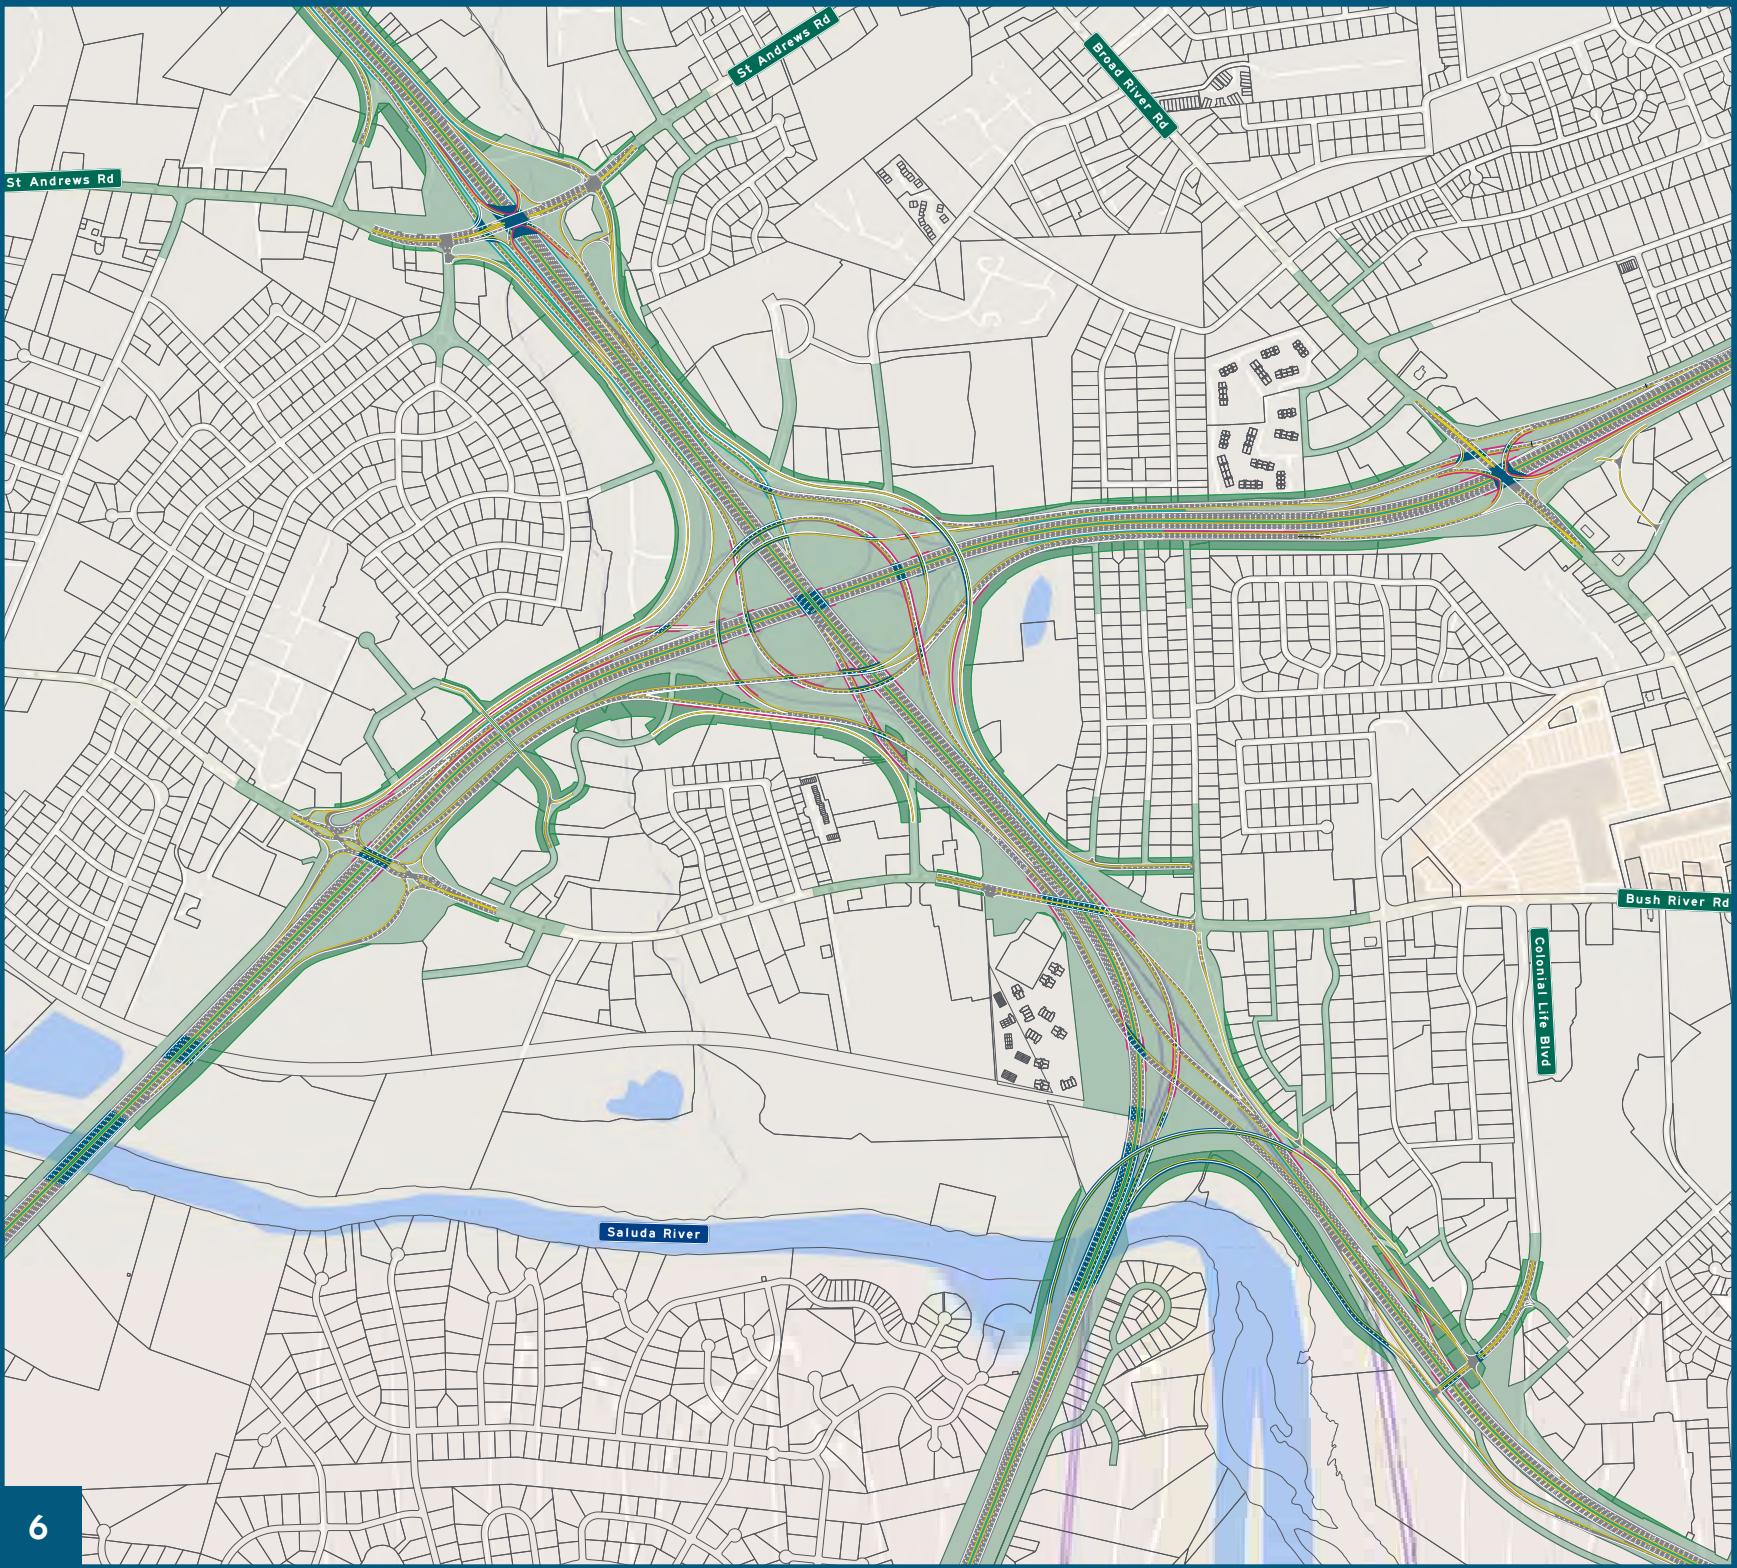 St Andrews Rd
Broad River Rd
St Andrews Rd
Bush River Rd
Colonial Life Blvd
Saluda River
6